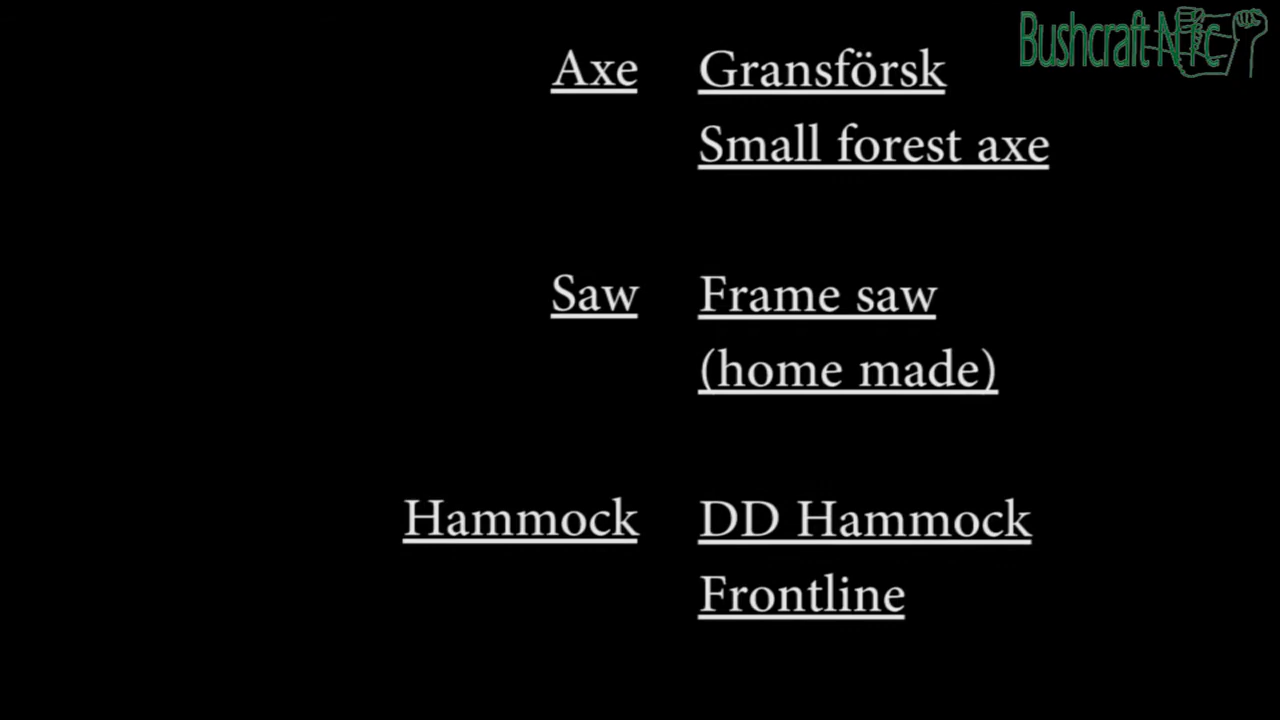 Bushcraft
Axe Gransförsk
Small forest axe
Saw Frame saw
(home made)
Hammock DD Hammock
Frontline